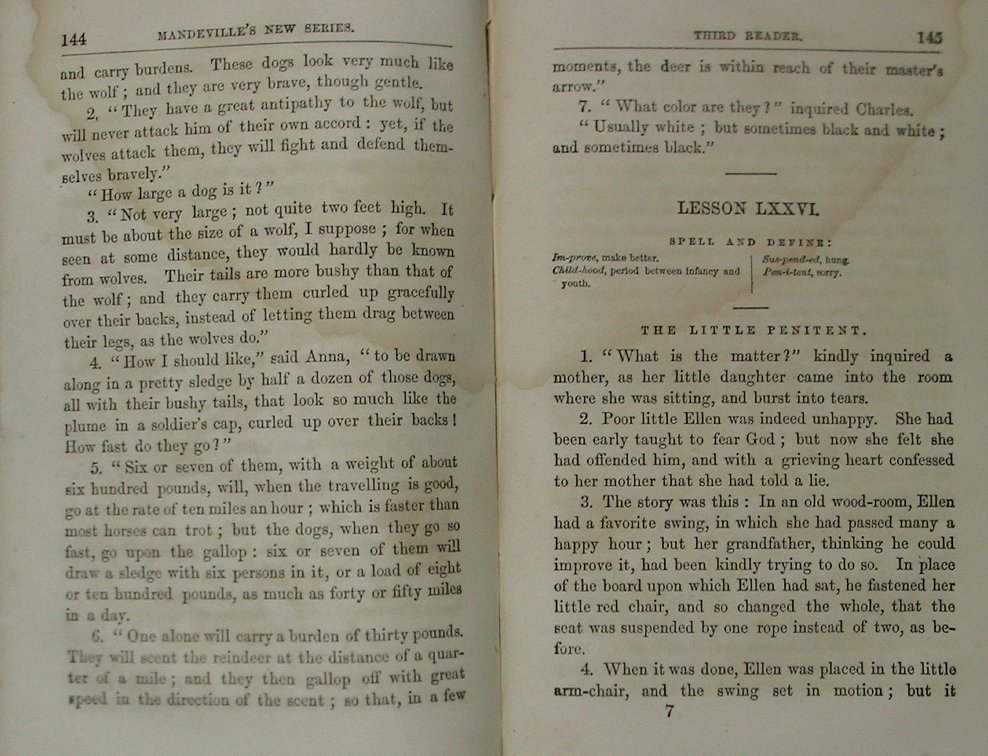 144 MANDEVILLE'S NEW SERIES.
and carry burdens. These dogs look very much like
the wolf; and they are very brave, though gentle.
2. "They have a great antipathy to the wolf, but
will never attack him of their own accord: yet, if the
wolves attack them, they will fight and defend them-
selves bravely."
"How large a dog is it?"
3. "Not very large; not quite two feet high. It
must be about the size of a wolf, I suppose; for when
seen at some distance, they would hardly be known
from wolves. Their tails are more bushy than that of
the wolf; and they carry them curled up gracefully
over their backs, instead of letting them drag between
their legs, as the wolves do."
4. "How I should like," said Anna, "to be drawn
along in a pretty sledge by half a dozen of those dogs,
all with their bushy tails, that look so much like the
plume in a soldier's cap, curled up over their backs!
How fast do they go?"
5. "Six or seven of them, with a weight of about
six hundred pounds, will, when the travelling is good,
go at the rate of ten miles an hour; which is faster than
most horses can trot; but the dogs, when they go so
fast, go upon the gallop: six or seven of them will
draw a sledge with six persons in it, or a load of eight
or ten hundred pounds, as much as forty or fifty miles
in a day.
6. "One alone will carry a burden of thirty pounds.
They will scent the reindeer at the distance of a quar-
ter of a mile; and they then gallop off with great
speed in the direction of the scent; so that, in a few
THIRD READER. 145
moments, the deer is within reach of their master's
arrow."
7. "What color are they?" inquired Charles.
"Usually white; but sometimes black and white;
and sometimes black."
LESSON LXXVI.
SPELL AND DEFINE:
Im-prove, make better.
Child-hood, period between infancy and
youth.
Sus-pend-ed, hung.
Pen-i-tent, sorry.
THE LITTLE PENITENT.
1. "What is the matter?" kindly inquired a
mother, as her little daughter came into the room
where she was sitting, and burst into tears.
2. Poor little Ellen was indeed unhappy. She had
been early taught to fear God; but now she felt she
had offended him, and with a grieving heart confessed
to her mother that she had told a lie.
3. The story was this: In an old wood-room, Ellen
had a favorite swing, in which she had passed many a
happy hour; but her grandfather, thinking he could
improve it, had been kindly trying to do so. In place
of the board upon which Ellen had sat, he fastened her
little red chair, and so changed the whole, that the
seat was suspended by one rope instead of two, as be-
fore.
4. When it was done, Ellen was placed in the little
arm-chair, and the swing set in motion; but it
7